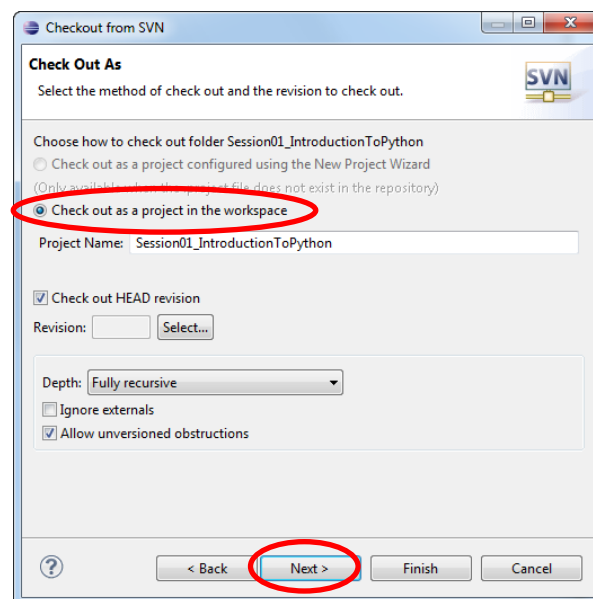 Checkout from SVN
Check Out As
Select the method of check out and the revision to check out.
SVN
Choose how to check out folder Session01_IntroductionToPython
Check out as a project configured using the New Project Wizard
(Only available when the .project file does not exist in the repository)
Check out as a project in the workspace
Project Name: Session01_IntroductionToPython
Check out HEAD revision
Revision: Select...
Depth: Fully recursive
Ignore externals
Allow unversioned obstructions
? < Back Next > Finish Cancel